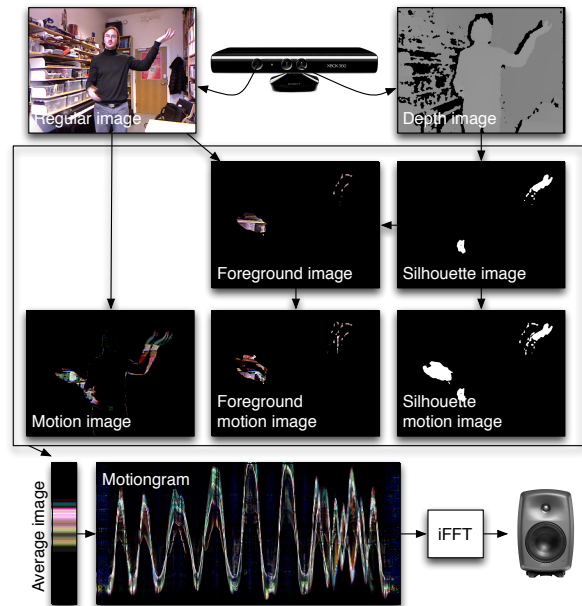 XBOX 360
Regular image
Depth image
Foreground image
Silhouette image
Motion image
Foreground
motion image
Silhouette
motion image
Average image
Motiongram
iFFT